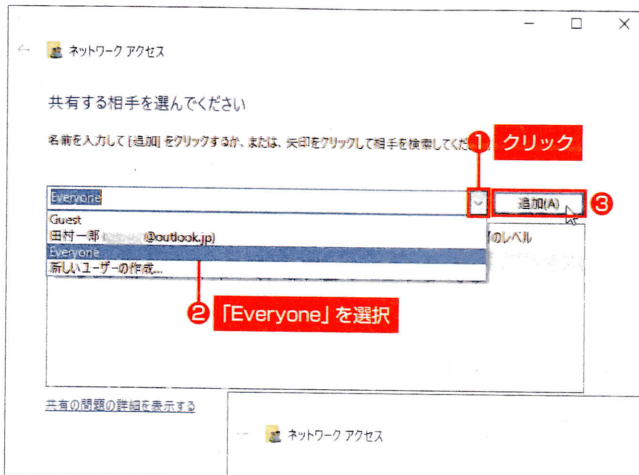 ネットワーク アクセス
共有する相手を選んでください
名前を入力して [追加] をクリックするか、または、矢印をクリックして相手を検索してくだ
❶ クリック
Everyone
追加(A)
❸
Guest
田村一郎 @outlook.jp)
のレベル
Everyone
新しいユーザーの作成...
❷ 「Everyone」を選択
共有の問題の詳細を表示する
ネットワーク アクセス